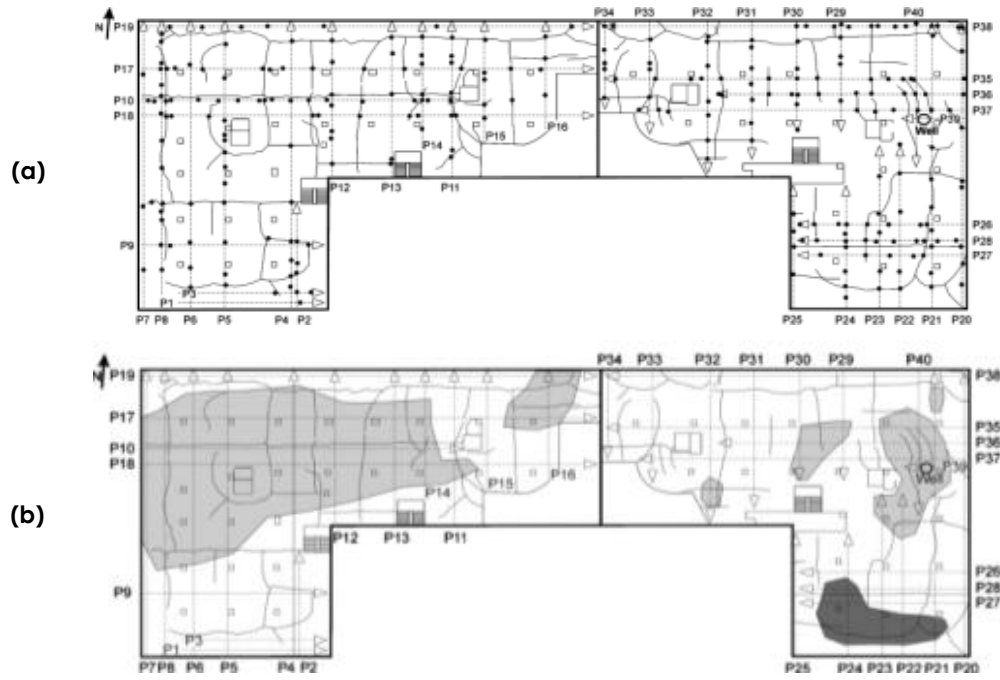 (a)
N
P19
P17
P10
P18
P9
P3
P1
P7 P8 P6 P5 P4 P2
P12 P13 P14 P11 P15 P16
P34 P33 P32 P31 P30 P29 P40
P38
P35
P36
P37
P39
Well
P26
P28
P27
P25 P24 P23 P22 P21 P20
(b)
N
P19
P17
P10
P18
P9
P3
P1
P7 P8 P6 P5 P4 P2
P12 P13 P14 P11 P15 P16
P34 P33 P32 P31 P30 P29 P40
P38
P35
P36
P37
P39
Well
P26
P28
P27
P25 P24 P23 P22 P21 P20